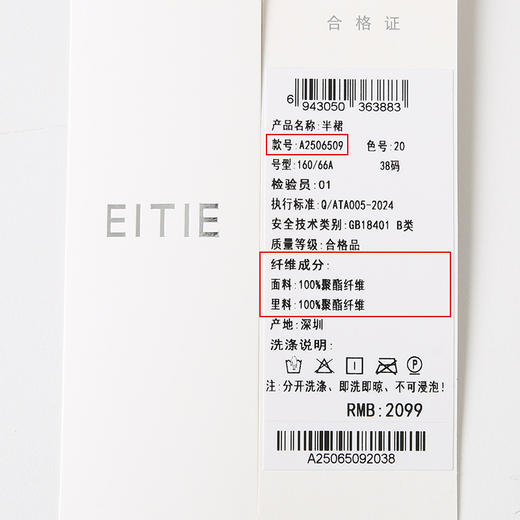 EITIE
合格证
6 943050 363883
产品名称:半裙
款号:A2506509 色号:20
号型:160/66A 38码
检验员:01
执行标准:Q/ATA005-2024
安全技术类别:GB18401 B类
质量等级:合格品
纤维成分:
面料:100%聚酯纤维
里料:100%聚酯纤维
产地:深圳
洗涤说明:
P
注:分开洗涤、即洗即晾、不可浸泡!
RMB:2099
A25065092038